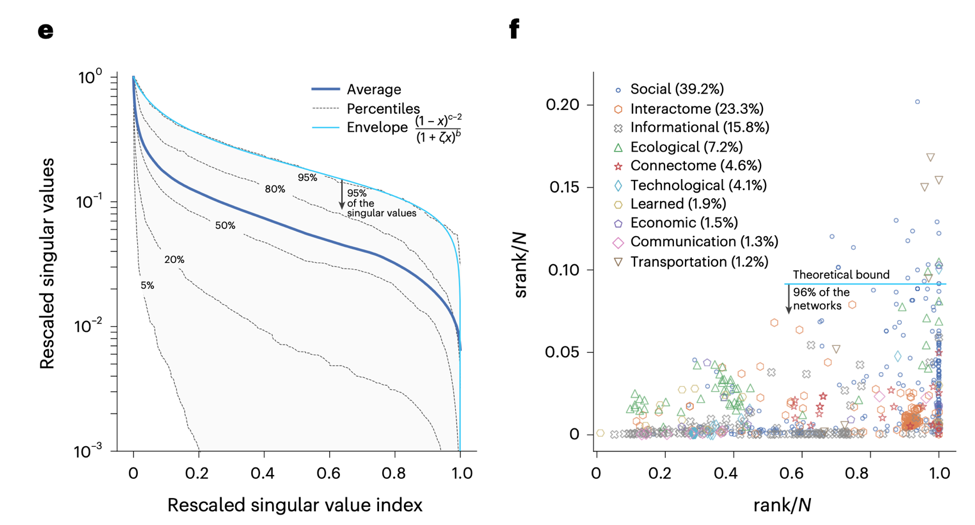 e
10⁰
10⁻¹
10⁻²
10⁻³
Rescaled singular values
Average
Percentiles
Envelope (1 − x)^{c−2} / (1 + ζx)^b
95%
80%
95%
of the
singular values
50%
20%
5%
0
0.2
0.4
0.6
0.8
1.0
Rescaled singular value index
f
0.20
0.15
0.10
0.05
0
srank/N
Social (39.2%)
Interactome (23.3%)
Informational (15.8%)
Ecological (7.2%)
Connectome (4.6%)
Technological (4.1%)
Learned (1.9%)
Economic (1.5%)
Communication (1.3%)
Transportation (1.2%)
Theoretical bound
96% of the
networks
0
0.2
0.4
0.6
0.8
1.0
rank/N